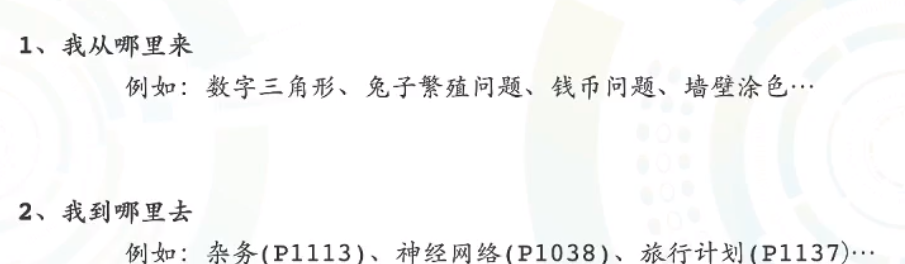 1、我从哪里来
例如：数字三角形、兔子繁殖问题、钱币问题、墙壁涂色…
2、我到哪里去
例如：杂务(P1113)、神经网络(P1038)、旅行计划(P1137)…